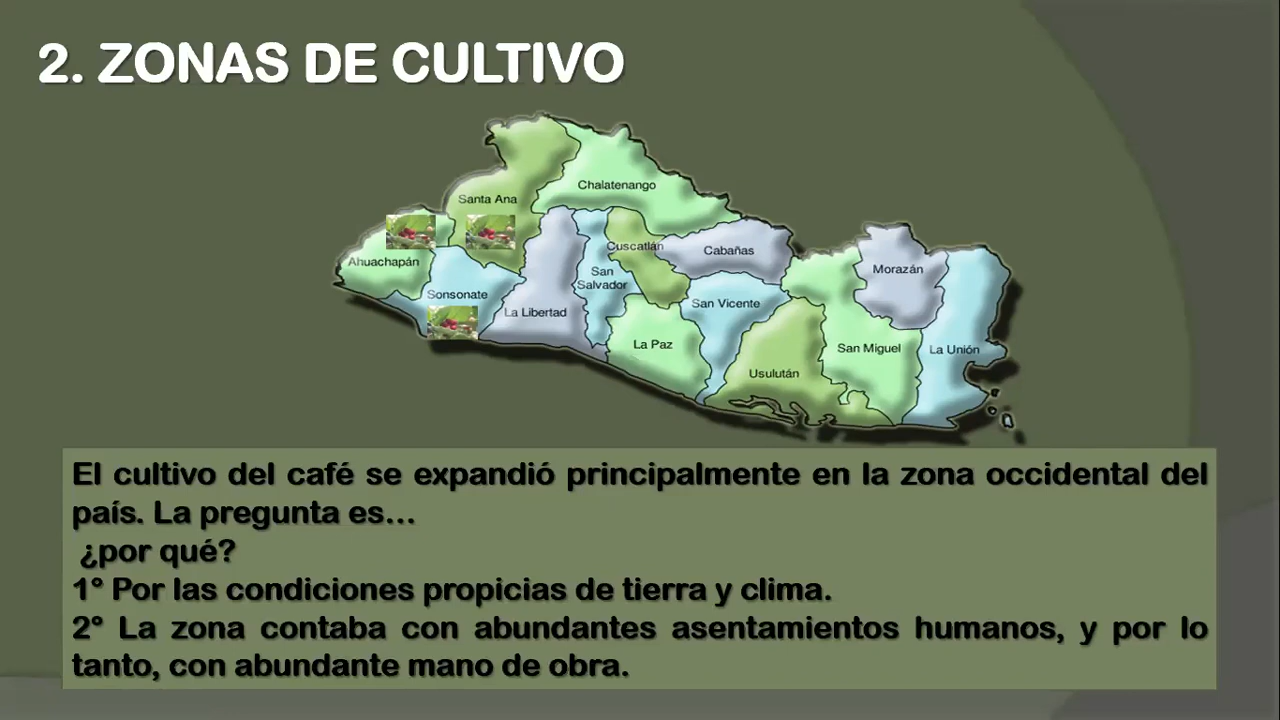 2. ZONAS DE CULTIVO
Chalatenango
Santa Ana
Cuscatlán
Cabañas
Ahuachapán
San
Salvador
Morazán
Sonsonate
La Libertad
San Vicente
La Paz
San Miguel
La Unión
Usulután
El cultivo del café se expandió principalmente en la zona occidental del
país. La pregunta es...
¿por qué?
1° Por las condiciones propicias de tierra y clima.
2° La zona contaba con abundantes asentamientos humanos, y por lo
tanto, con abundante mano de obra.